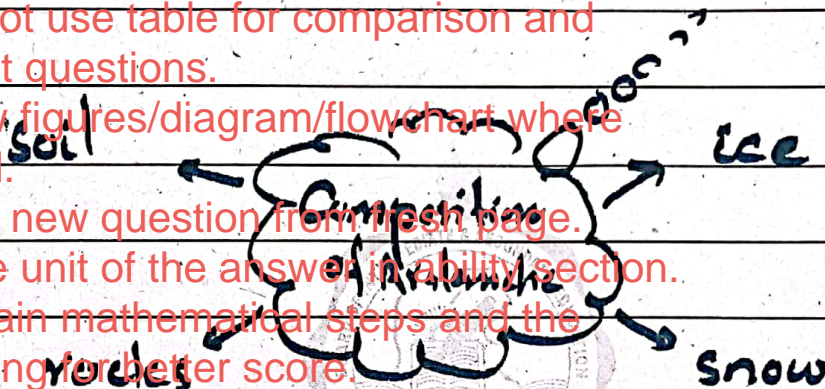 ot use table for comparison and
t questions.
figures/diagram/flowchart where
soil
ice
new question from fresh page.
Composition
e unit of the answer in ability section.
of Avalanche
ain mathematical steps and the
ng for better score.
rocks
snow